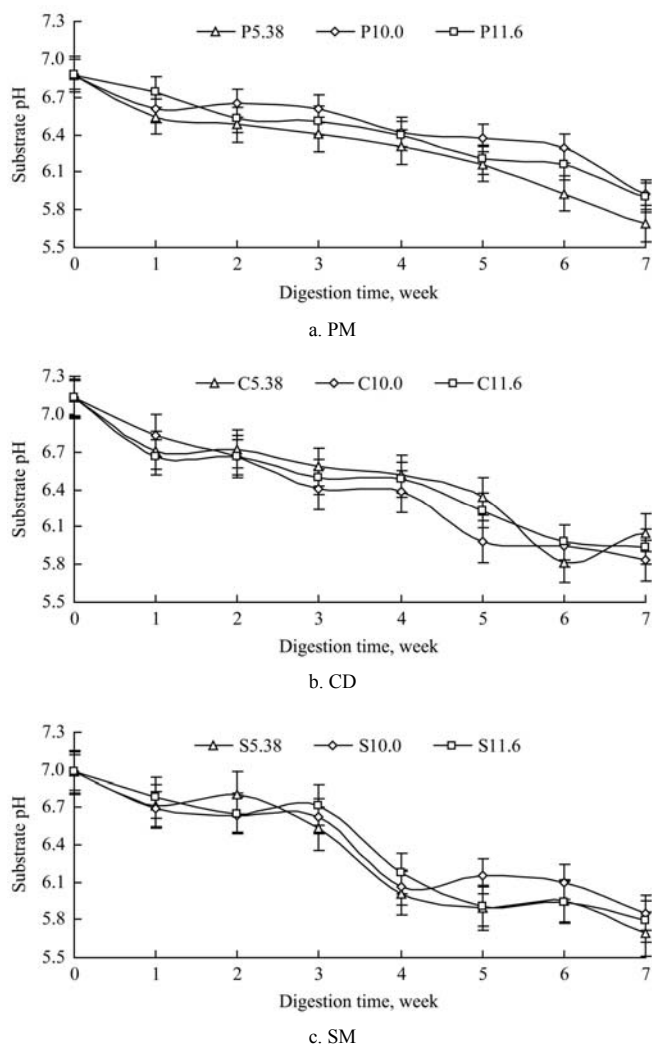 7.3
P5.38 P10.0 P11.6
7.0
6.7
6.4
6.1
5.8
5.5
Substrate pH
0 1 2 3 4 5 6 7
Digestion time, week
a. PM
7.3
C5.38 C10.0 C11.6
7.0
6.7
6.4
6.1
5.8
5.5
Substrate pH
0 1 2 3 4 5 6 7
Digestion time, week
b. CD
7.3
S5.38 S10.0 S11.6
7.0
6.7
6.4
6.1
5.8
5.5
Substrate pH
0 1 2 3 4 5 6 7
Digestion time, week
c. SM